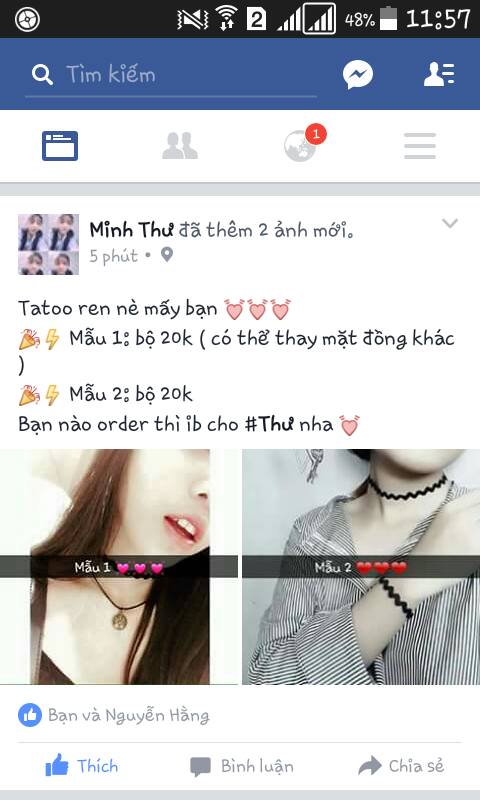 2
48%
11:57
Tìm kiếm
1
Minh Thư đã thêm 2 ảnh mới.
5 phút •
Tatoo ren nè mấy bạn 💓💓💓
🎉⚡ Mẫu 1: bộ 20k ( có thể thay mặt đồng khác
)
🎉⚡ Mẫu 2: bộ 20k
Bạn nào order thì ib cho #Thư nha 💓
Mẫu 1 💓💓💓
Mẫu 2 ❤❤❤
Bạn và Nguyễn Hằng
Thích
Bình luận
Chia sẻ